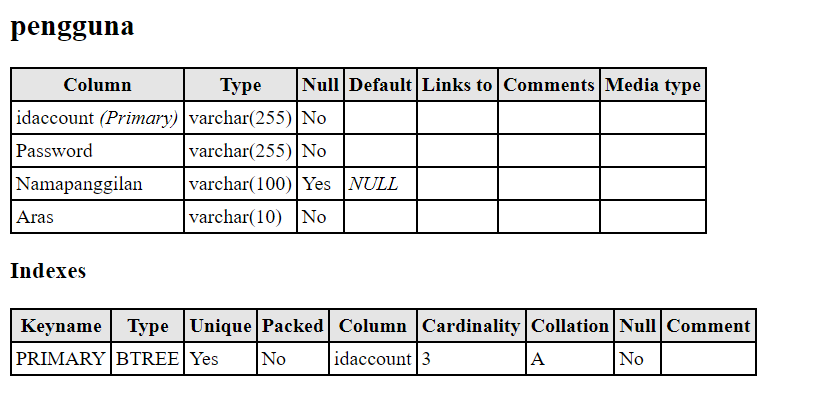 pengguna
Column Type Null Default Links to Comments Media type
idaccount (Primary) varchar(255) No
Password varchar(255) No
Namapanggilan varchar(100) Yes NULL
Aras varchar(10) No
Indexes
Keyname Type Unique Packed Column Cardinality Collation Null Comment
PRIMARY BTREE Yes No idaccount 3 A No